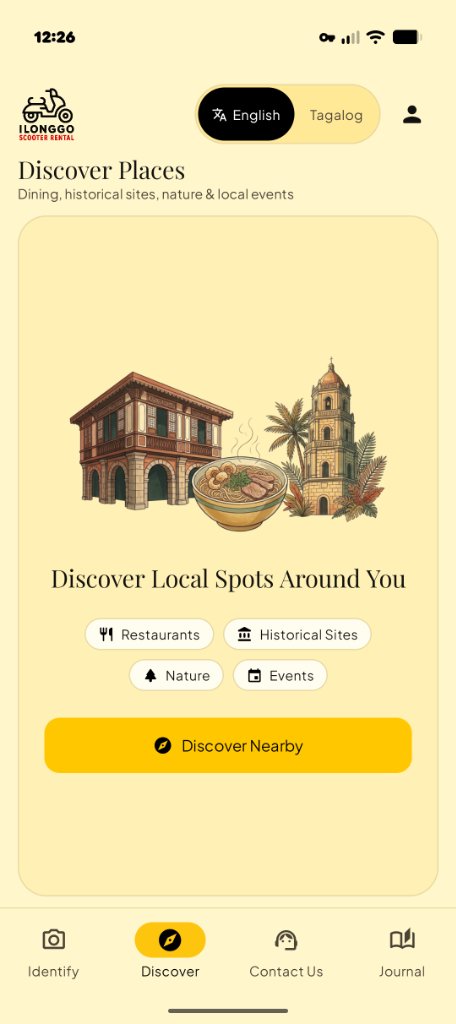 12:26
ILONGGO
SCOOTER RENTAL
English
Tagalog
Discover Places
Dining, historical sites, nature & local events
Discover Local Spots Around You
Restaurants
Historical Sites
Nature
Events
Discover Nearby
Identify
Discover
Contact Us
Journal